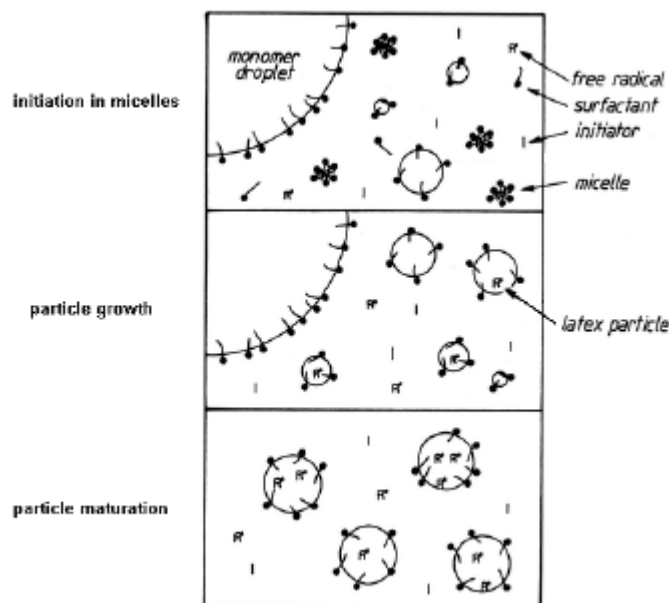 monomer
droplet
initiation in micelles
I
R•
free radical
surfactant
initiator
I
I
micelle
R•
I
particle growth
R•
latex particle
R•
I
I
I
R•
R•
I
R•
I
R• R•
R• R•
R•
R•
particle maturation
I
R•
R•
R•
R•
I
I